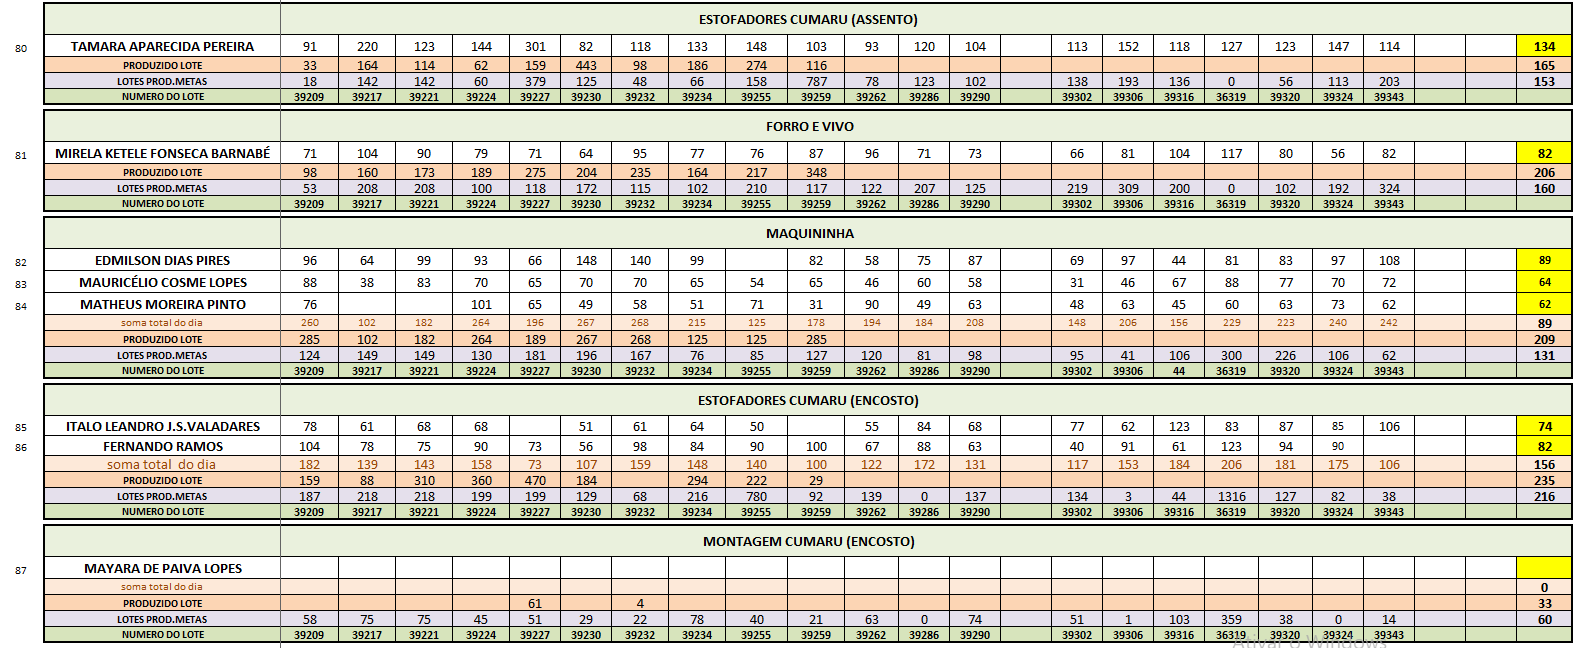 ESTOFADORES CUMARU (ASSENTO)
80 TAMARA APARECIDA PEREIRA 91 220 123 144 301 82 118 133 148 103 93 120 104 113 152 118 127 123 147 114 134
PRODUZIDO LOTE 33 164 114 62 159 443 98 186 274 116 165
LOTES PROD.METAS 18 142 142 60 379 125 48 66 158 787 78 123 102 138 193 136 0 56 113 203 153
NUMERO DO LOTE 39209 39217 39221 39224 39227 39230 39232 39234 39255 39259 39262 39286 39290 39302 39306 39316 36319 39320 39324 39343
FORRO E VIVO
81 MIRELA KETELE FONSECA BARNABÉ 71 104 90 79 71 64 95 77 76 87 96 71 73 66 81 104 117 80 56 82 82
PRODUZIDO LOTE 98 160 173 189 275 204 235 164 217 348 206
LOTES PROD.METAS 53 208 208 100 118 172 115 102 210 117 122 207 125 219 309 200 0 102 192 324 160
NUMERO DO LOTE 39209 39217 39221 39224 39227 39230 39232 39234 39255 39259 39262 39286 39290 39302 39306 39316 36319 39320 39324 39343
MAQUININHA
82 EDMILSON DIAS PIRES 96 64 99 93 66 148 140 99 82 58 75 87 69 97 44 81 83 97 108 89
83 MAURICÉLIO COSME LOPES 88 38 83 70 65 70 70 65 54 65 46 60 58 31 46 67 88 77 70 72 64
84 MATHEUS MOREIRA PINTO 76 101 65 49 58 51 71 31 90 49 63 48 63 45 60 63 73 62 62
soma total do dia 260 102 182 264 196 267 268 215 125 178 194 184 208 148 206 156 229 223 240 242 89
PRODUZIDO LOTE 285 102 182 264 189 267 268 125 125 285 209
LOTES PROD.METAS 124 149 149 130 181 196 167 76 85 127 120 81 98 95 41 106 300 226 106 62 131
NUMERO DO LOTE 39209 39217 39221 39224 39227 39230 39232 39234 39255 39259 39262 39286 39290 39302 39306 44 36319 39320 39324 39343
ESTOFADORES CUMARU (ENCOSTO)
85 ITALO LEANDRO J.S.VALADARES 78 61 68 68 51 61 64 50 55 84 68 77 62 123 83 87 85 106 74
86 FERNANDO RAMOS 104 78 75 90 73 56 98 84 90 100 67 88 63 40 91 61 123 94 90 82
soma total do dia 182 139 143 158 73 107 159 148 140 100 122 172 131 117 153 184 206 181 175 106 156
PRODUZIDO LOTE 159 88 310 360 470 184 294 222 29 235
LOTES PROD.METAS 187 218 218 199 199 129 68 216 780 92 139 0 137 134 3 44 1316 127 82 38 216
NUMERO DO LOTE 39209 39217 39221 39224 39227 39230 39232 39234 39255 39259 39262 39286 39290 39302 39306 39316 36319 39320 39324 39343
MONTAGEM CUMARU (ENCOSTO)
87 MAYARA DE PAIVA LOPES
soma total do dia 0
PRODUZIDO LOTE 61 4 33
LOTES PROD.METAS 58 75 75 45 51 29 22 78 40 21 63 0 74 51 1 103 359 38 0 14 60
NUMERO DO LOTE 39209 39217 39221 39224 39227 39230 39232 39234 39255 39259 39262 39286 39290 39302 39306 39316 36319 39320 39324 39343
Ativar o Windows